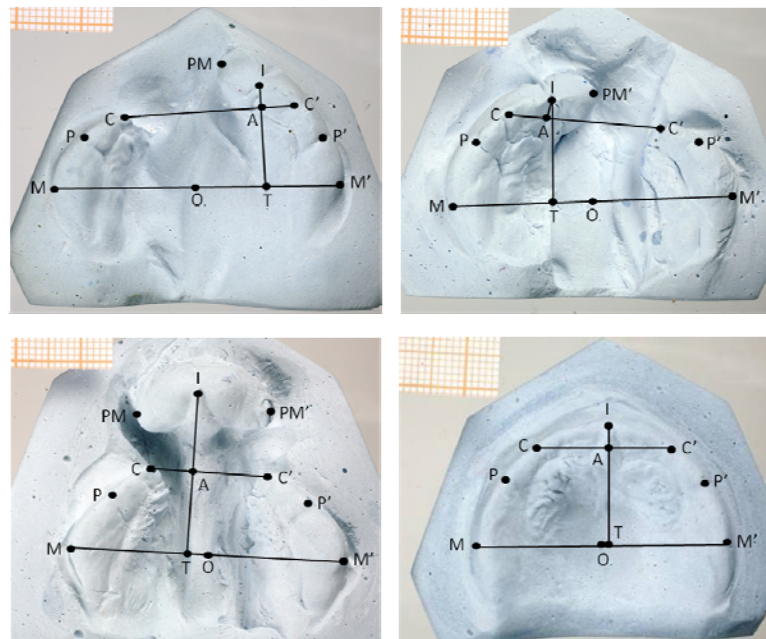 PM I
C A C'
P P'
M O. T M'
I PM'
C A C'
P P'
M T O. M'
I
PM PM'
C A C'
P P'
M T O M'
I
C A C'
P P'
M T M'
O.